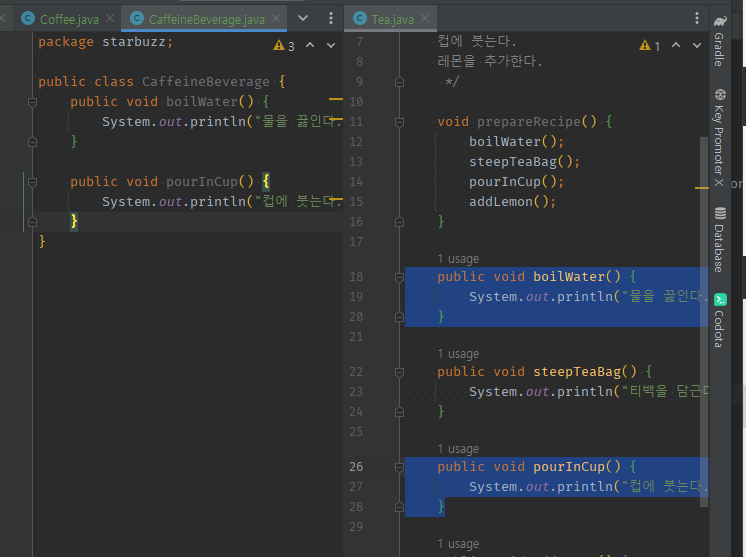 Coffee.java
CaffeineBeverage.java
package starbuzz;
3
public class CaffeineBeverage {
public void boilWater() {
System.out.println("물을 끓인다.
}
public void pourInCup() {
System.out.println("컵에 붓는다.
}
}
Tea.java
1
7 컵에 붓는다.
8 레몬을 추가한다.
9 */
10
11 void prepareRecipe() {
12 boilWater();
13 steepTeaBag();
14 pourInCup();
15 addLemon();
16 }
17
1 usage
18 public void boilWater() {
19 System.out.println("물을 끓인다.
20 }
21
1 usage
22 public void steepTeaBag() {
23 System.out.println("티백을 담근다
24 }
25
1 usage
26 public void pourInCup() {
27 System.out.println("컵에 붓는다.
28 }
29
1 usage
Gradle
Key Promoter X
Database
Codota
or